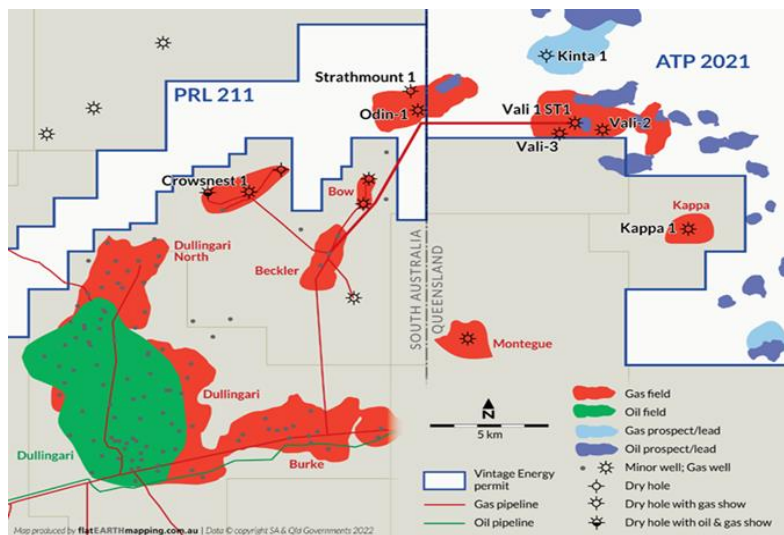 Kinta 1
ATP 2021
Strathmount 1
PRL 211
Odin-1
Vali 1 ST1
Vali-2
Vali-3
Crowsnest 1
Bow
Kappa
Kappa 1
Dullingari
North
Beckler
SOUTH AUSTRALIA
QUEENSLAND
Montegue
Dullingari
Dullingari
Burke
N
5 km
Gas field
Oil field
Gas prospect/lead
Oil prospect/lead
Minor well; Gas well
Dry hole
Dry hole with gas show
Dry hole with oil & gas show
Vintage Energy
permit
Gas pipeline
Oil pipeline
Map produced by flatEARTHmapping.com.au | Data © copyright SA & Qld Governments 2022